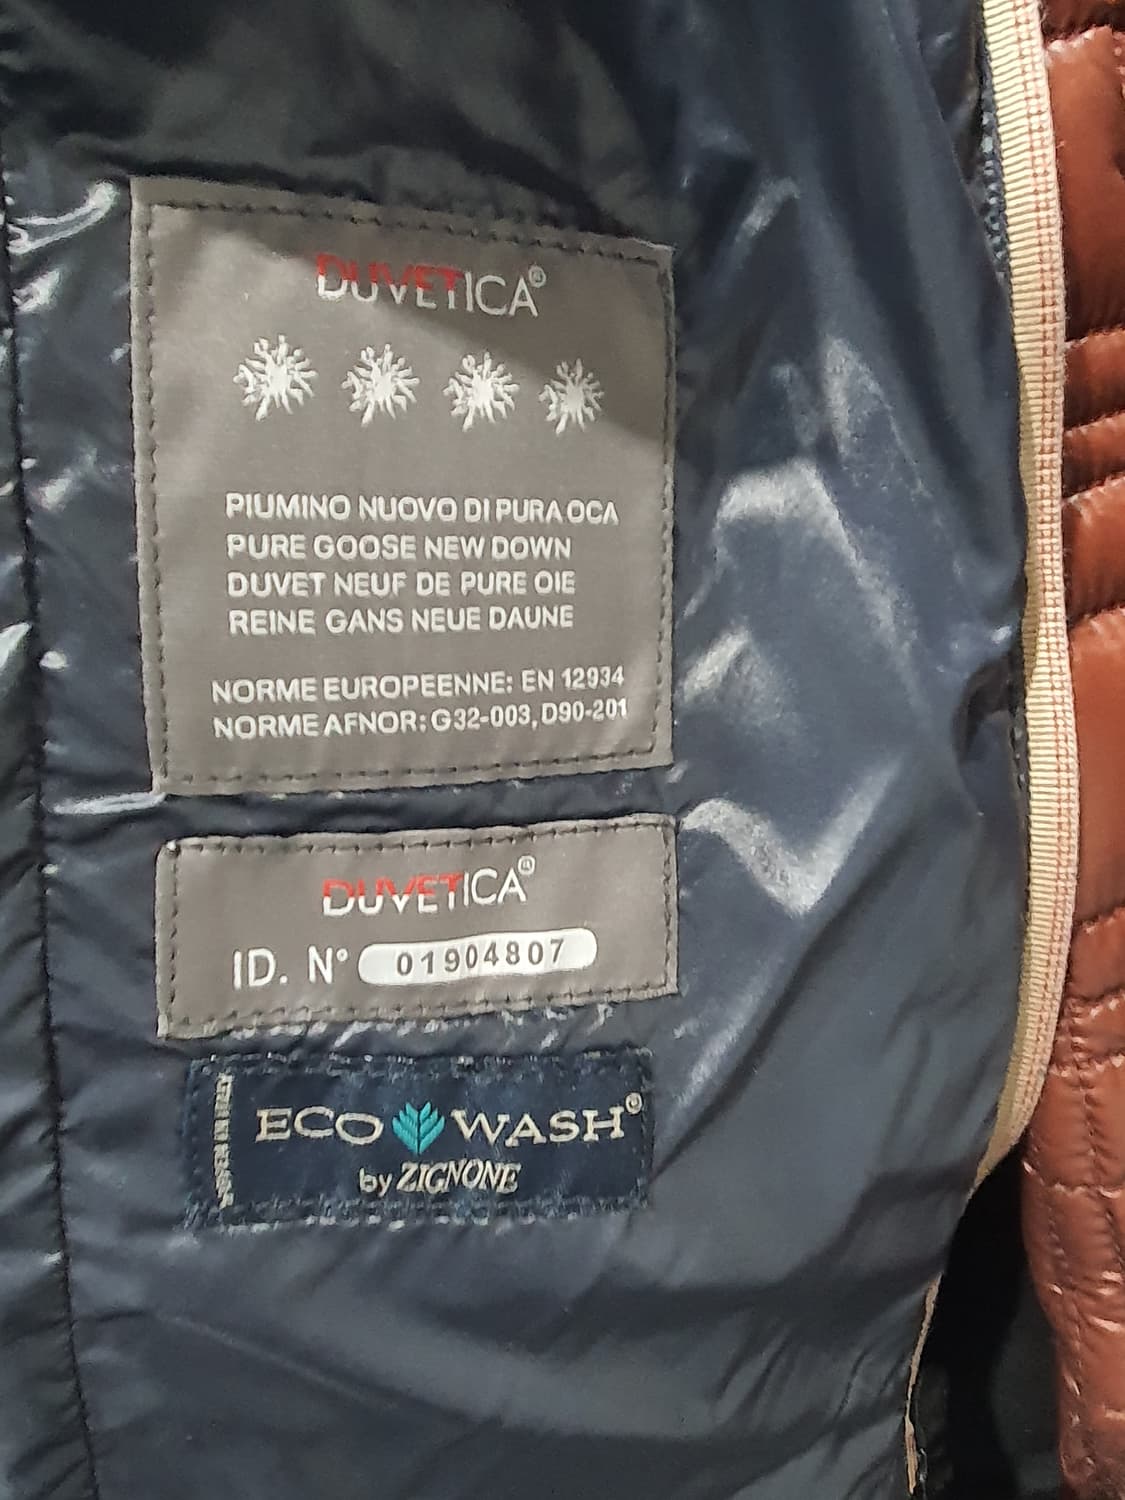 DUVETICA®
PIUMINO NUOVO DI PURA OCA
PURE GOOSE NEW DOWN
DUVET NEUF DE PURE OIE
REINE GANS NEUE DAUNE
NORME EUROPEENNE: EN 12934
NORME AFNOR: G32-003, D90-201
DUVETICA®
ID. N° 01904807
ECO WASH®
by ZIGNONE